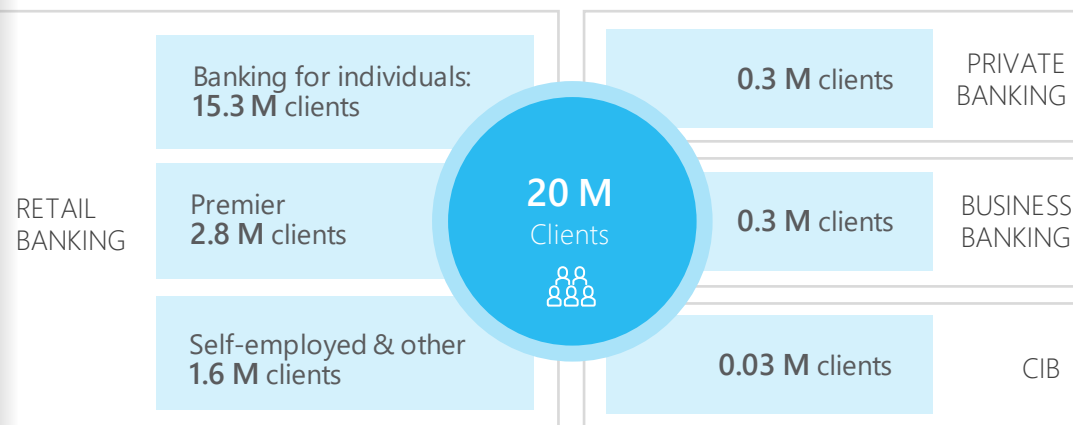 RETAIL
BANKING
Banking for individuals:
15.3 M clients
Premier
2.8 M clients
Self-employed & other
1.6 M clients
20 M
Clients
0.3 M clients
PRIVATE
BANKING
0.3 M clients
BUSINESS
BANKING
0.03 M clients
CIB